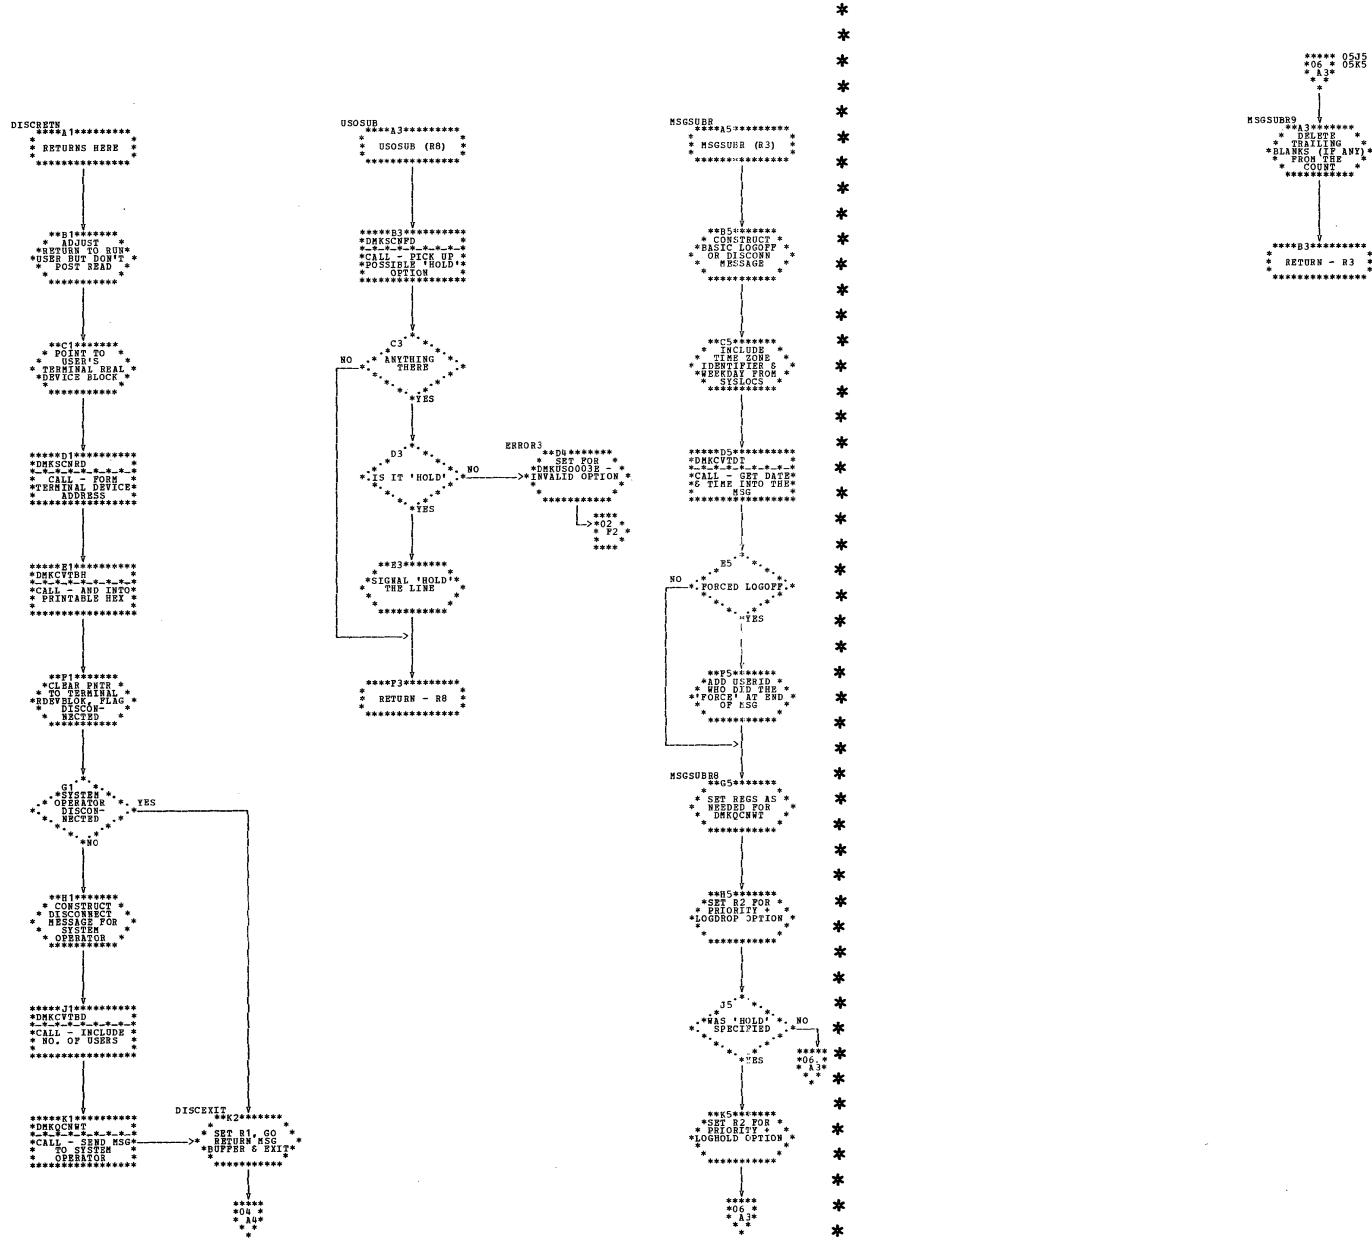 DISCRETN
A1
RETURNS HERE
B1
ADJUST
RETURN TO RUN
USER BUT DON'T
POST READ
C1
POINT TO
USER'S
TERMINAL REAL
DEVICE BLOCK
D1
DMKSCNRD
CALL - FORM
TERMINAL DEVICE
ADDRESS
E1
DMKCVTBH
CALL - AND INTO
PRINTABLE HEX
F1
CLEAR PNTR
TO TERMINAL
RDEVBLOK, FLAG
DISCON-
NECTED
G1
SYSTEM
OPERATOR
DISCON-
NECTED
YES
NO
H1
CONSTRUCT
DISCONNECT
MESSAGE FOR
SYSTEM
OPERATOR
J1
DMKCVTBD
CALL - INCLUDE
NO. OF USERS
K1
DMKQCNWT
CALL - SEND MSG
TO SYSTEM
OPERATOR
DISCEXIT
K2
SET R1, GO
RETURN MSG
BUFFER & EXIT
04
A4
USOSUB
A3
USOSUB (R8)
B3
DMKSCNFD
CALL - PICK UP
POSSIBLE 'HOLD'
OPTION
C3
ANYTHING
THERE
NO
YES
D3
IS IT 'HOLD'
NO
YES
ERROR3
D4
SET FOR
DMKUSO003E -
INVALID OPTION
02
F2
E3
SIGNAL 'HOLD'
THE LINE
F3
RETURN - R8
MSGSUBR
A5
MSGSUBR (R3)
B5
CONSTRUCT
BASIC LOGOFF
OR DISCONN
MESSAGE
C5
INCLUDE
TIME ZONE
IDENTIFIER &
WEEKDAY FROM
SYSLOCS
D5
DMKCVTDT
CALL - GET DATE
& TIME INTO THE
MSG
E5
FORCED LOGOFF
NO
YES
F5
ADD USERID
WHO DID THE
'FORCE' AT END
OF MSG
MSGSUBR8
G5
SET REGS AS
NEEDED FOR
DMKQCNWT
H5
SET R2 FOR
PRIORITY +
LOGDROP OPTION
J5
WAS 'HOLD'
SPECIFIED
NO
YES
06
A3
K5
SET R2 FOR
PRIORITY +
LOGHOLD OPTION
06
A3
06 05J5
A3 05K5
MSGSUBR9
A3
DELETE
TRAILING
BLANKS (IF ANY)
FROM THE
COUNT
B3
RETURN - R3